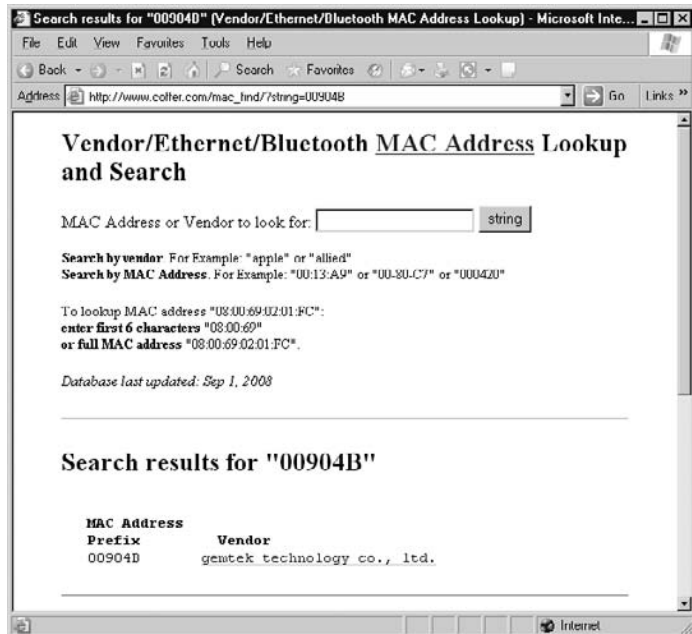 Search results for "00904B" (Vendor/Ethernet/Bluetooth MAC Address Lookup) - Microsoft Inte...
File Edit View Favorites Tools Help
Back Search Favorites
Address http://www.coffer.com/mac_find/?string=00904B Go Links »
Vendor/Ethernet/Bluetooth MAC Address Lookup
and Search
MAC Address or Vendor to look for: string
Search by vendor. For Example: "apple" or "allied"
Search by MAC Address. For Example: "00:13:A9" or "00-80-C7" or "000420"
To lookup MAC address "08:00:69:02:01:FC":
enter first 6 characters "08:00:69"
or full MAC address "08:00:69:02:01:FC".
Database last updated: Sep 1, 2008
Search results for "00904B"
MAC Address
Prefix Vendor
00904B gemtek technology co., ltd.
Internet